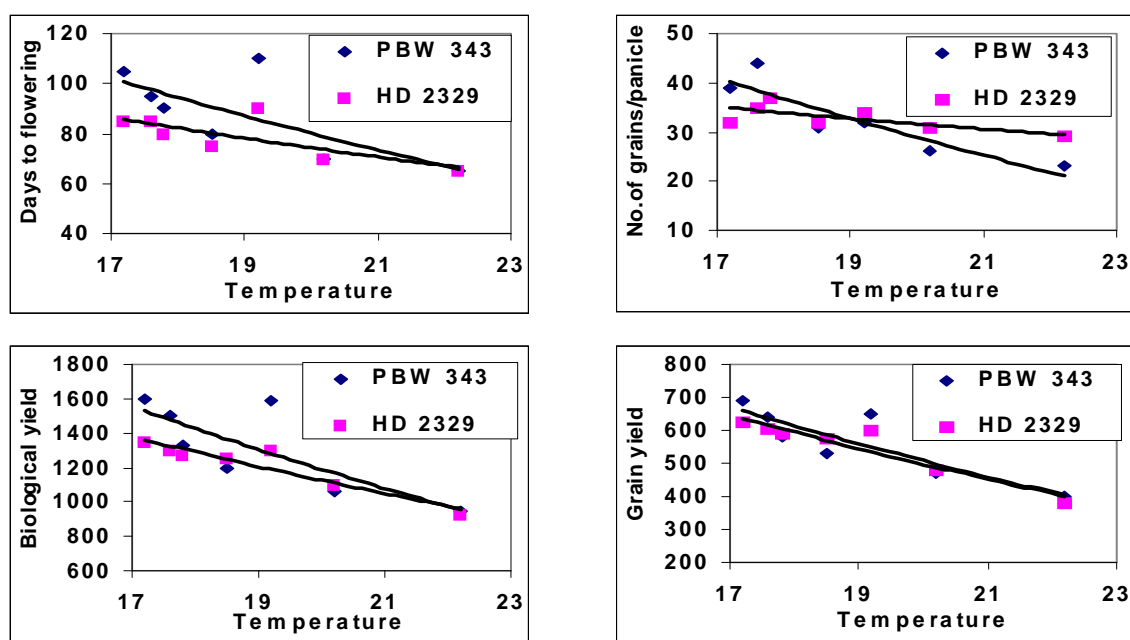 Days to flowering
120
100
80
60
40
17 19 21 23
Temperature
PBW 343
HD 2329
No.of grains/panicle
50
40
30
20
10
17 19 21 23
Temperature
PBW 343
HD 2329
Biological yield
1800
1600
1400
1200
1000
800
600
17 19 21 23
Temperature
PBW 343
HD 2329
Grain yield
800
700
600
500
400
300
200
17 19 21 23
Temperature
PBW 343
HD 2329